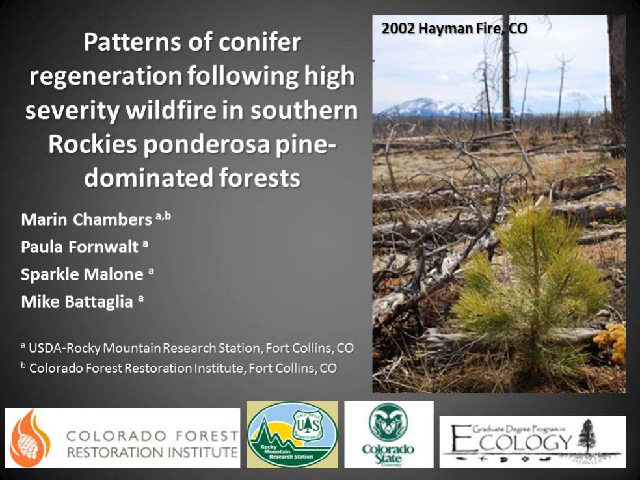 Patterns of conifer
regeneration following high
severity wildfire in southern
Rockies ponderosa pine-
dominated forests
Marin Chambers a,b
Paula Fornwalt a
Sparkle Malone a
Mike Battaglia a
a USDA-Rocky Mountain Research Station, Fort Collins, CO
b Colorado Forest Restoration Institute, Fort Collins, CO
2002 Hayman Fire, CO
COLORADO FOREST
RESTORATION INSTITUTE
UAS
Rocky
Mountain
Research Station
Colorado
State
University
Graduate Degree Program in
ECOLOGY